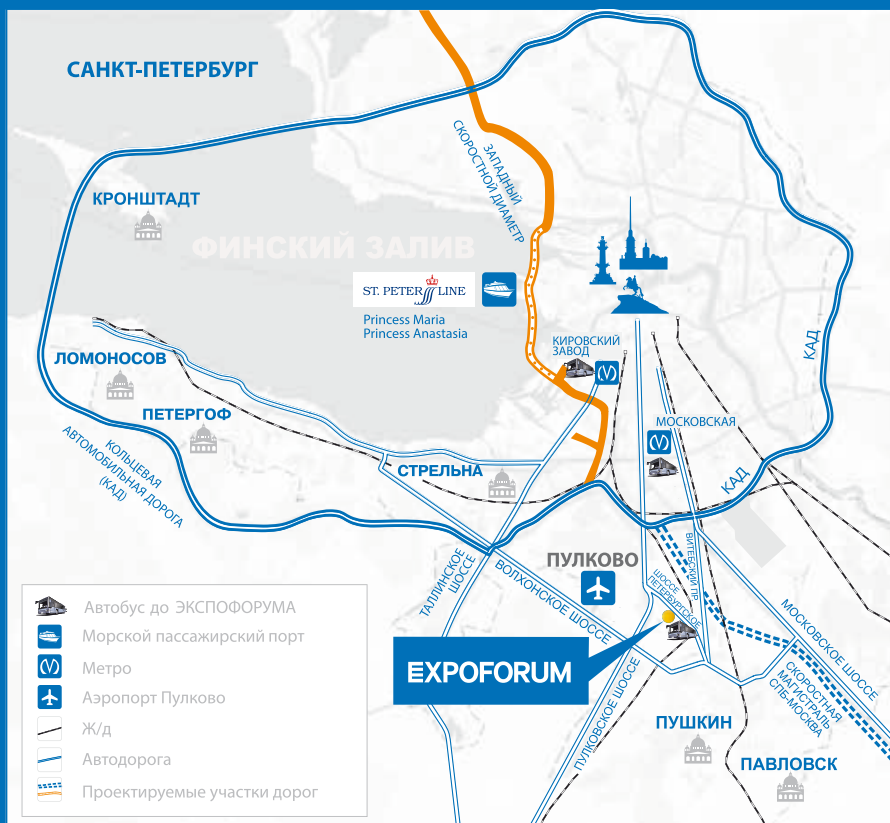 САНКТ-ПЕТЕРБУРГ
ЗАПАДНЫЙ
СКОРОСТНОЙ ДИАМЕТР
КРОНШТАДТ
ФИНСКИЙ ЗАЛИВ
ST. PETER LINE
Princess Maria
Princess Anastasia
КИРОВСКИЙ
ЗАВОД
КАД
ЛОМОНОСОВ
ПЕТЕРГОФ
МОСКОВСКАЯ
КОЛЬЦЕВАЯ
АВТОМОБИЛЬНАЯ ДОРОГА
(КАД)
СТРЕЛЬНА
КАД
ТАЛЛИНСКОЕ
ШОССЕ
ВОЛХОНСКОЕ ШОССЕ
ПУЛКОВО
ВИТЕБСКИЙ ПР.
ШОССЕ
ПЕТЕРБУРГСКОЕ
МОСКОВСКОЕ ШОССЕ
СКОРОСТНАЯ
МАГИСТРАЛЬ
СПБ-МОСКВА
EXPOFORUM
ПУЛКОВСКОЕ ШОССЕ
ПУШКИН
ПАВЛОВСК
Автобус до ЭКСПОФОРУМА
Морской пассажирский порт
Метро
Аэропорт Пулково
Ж/д
Автодорога
Проектируемые участки дорог